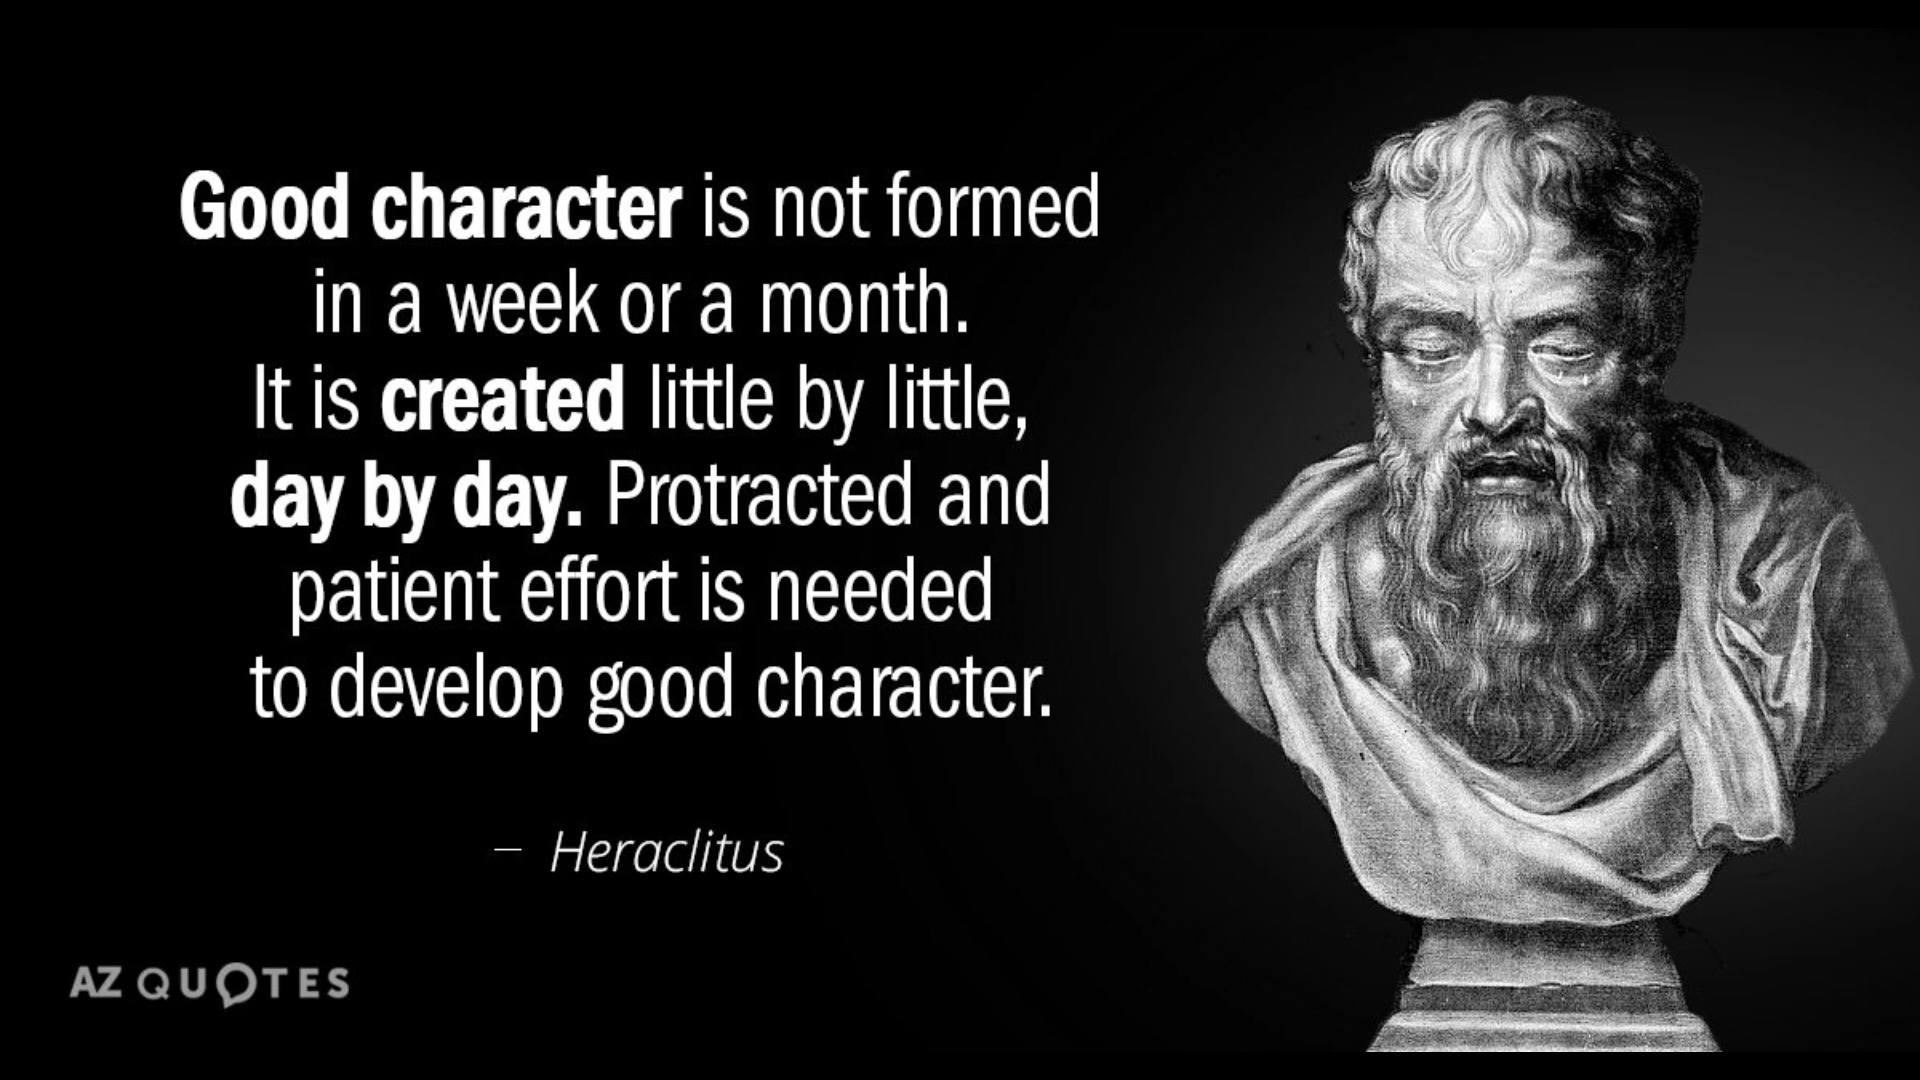 Good character is not formed
in a week or a month.
It is created little by little,
day by day. Protracted and
patient effort is needed
to develop good character.
– Heraclitus
AZ QUOTES